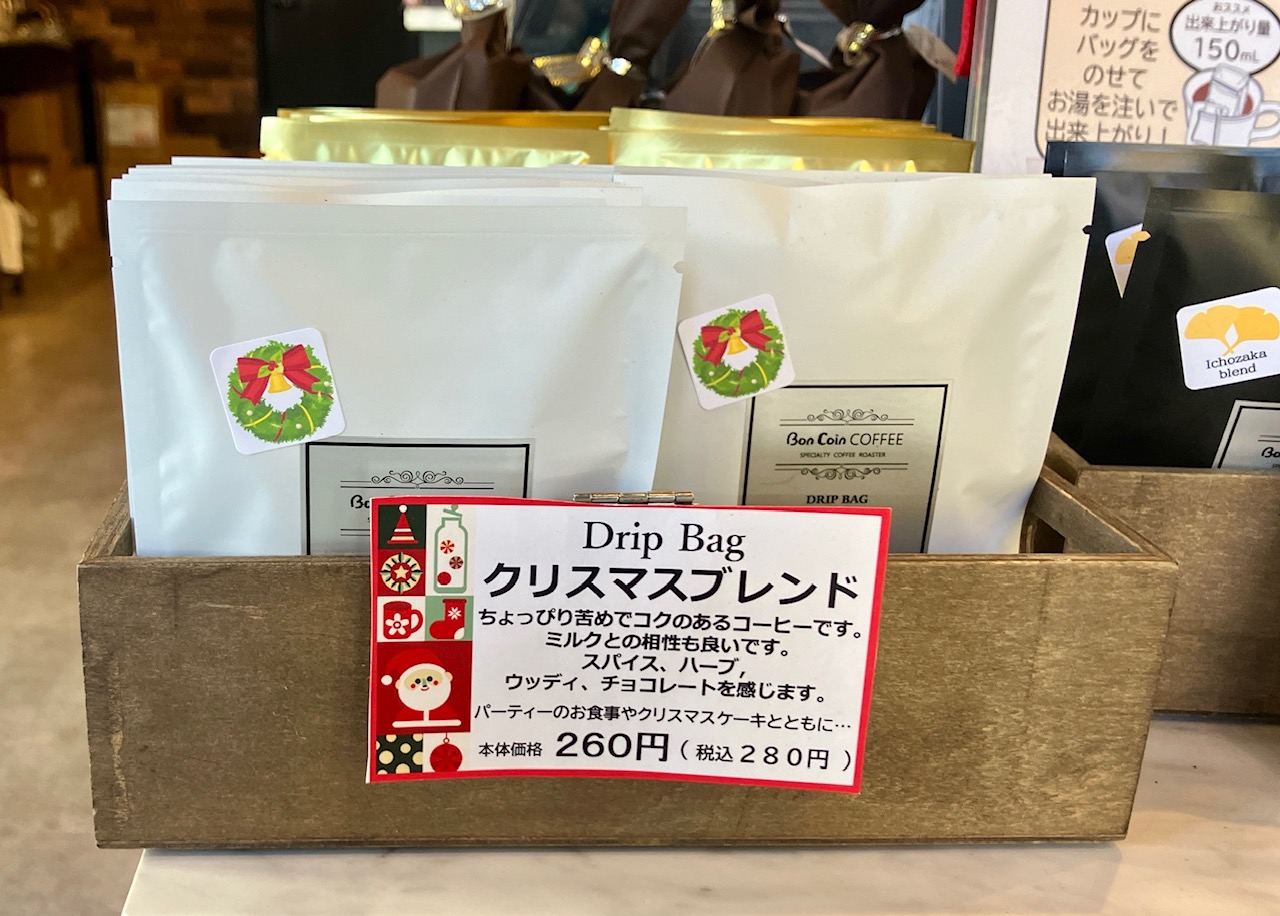 カップに
バッグを
のせて
お湯を注いで
出来上がり!
おススメ
出来上がり量
150mL
Ichozaka
blend
Bon Coin COFFEE
SPECIALTY COFFEE ROASTER
DRIP BAG
Drip Bag
クリスマスブレンド
ちょっぴり苦めでコクのあるコーヒーです。
ミルクとの相性も良いです。
スパイス、ハーブ,
ウッディ、チョコレートを感じます。
パーティーのお食事やクリスマスケーキとともに…
本体価格 260円 ( 税込 280円 )